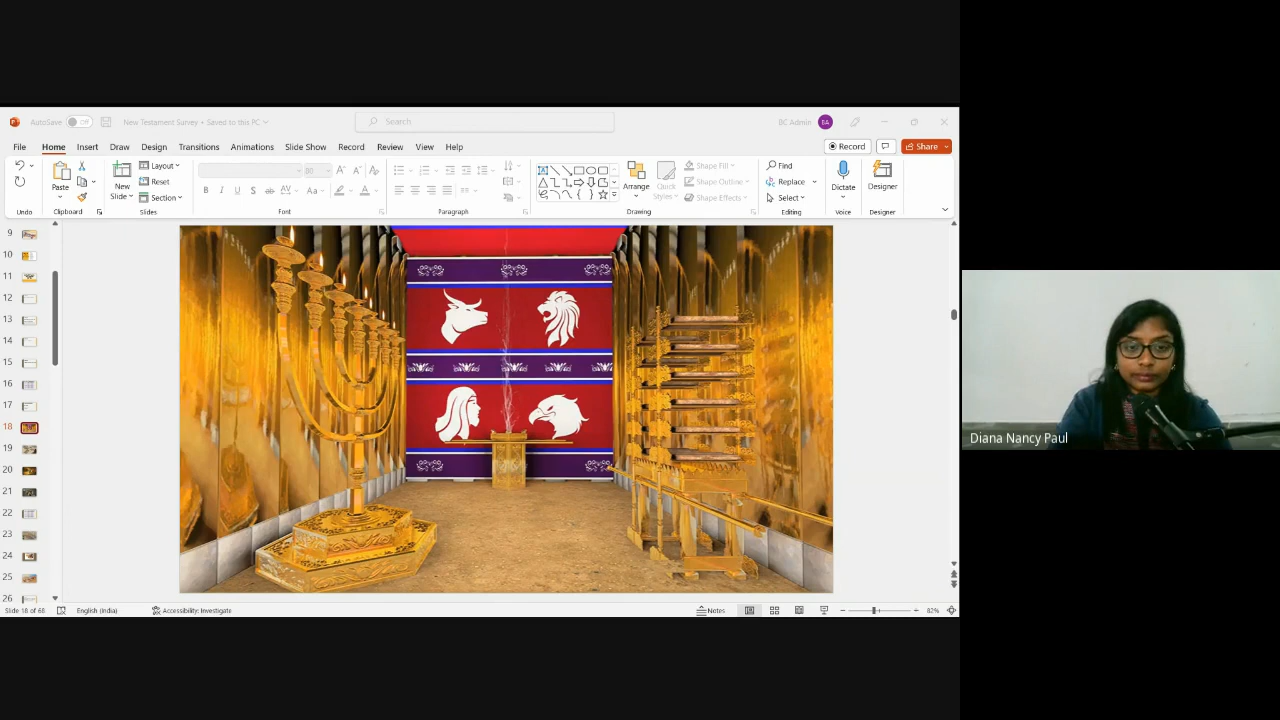 AutoSave Off New Testament Survey • Saved to this PC Search BC Admin BA
File Home Insert Draw Design Transitions Animations Slide Show Record Review View Help Record Share
Paste New Slide Layout Reset Section Arrange Quick Styles Shape Fill Shape Outline Shape Effects Find Replace Select Dictate Designer
80
B I U S ab AV Aa A
Undo Clipboard Slides Font Paragraph Drawing Editing Voice Designer
9
10
11
12
13
14
15
16
17
18
19
20
21
22
23
24
25
26
Diana Nancy Paul
Slide 18 of 68 English (India) Accessibility: Investigate Notes 82%